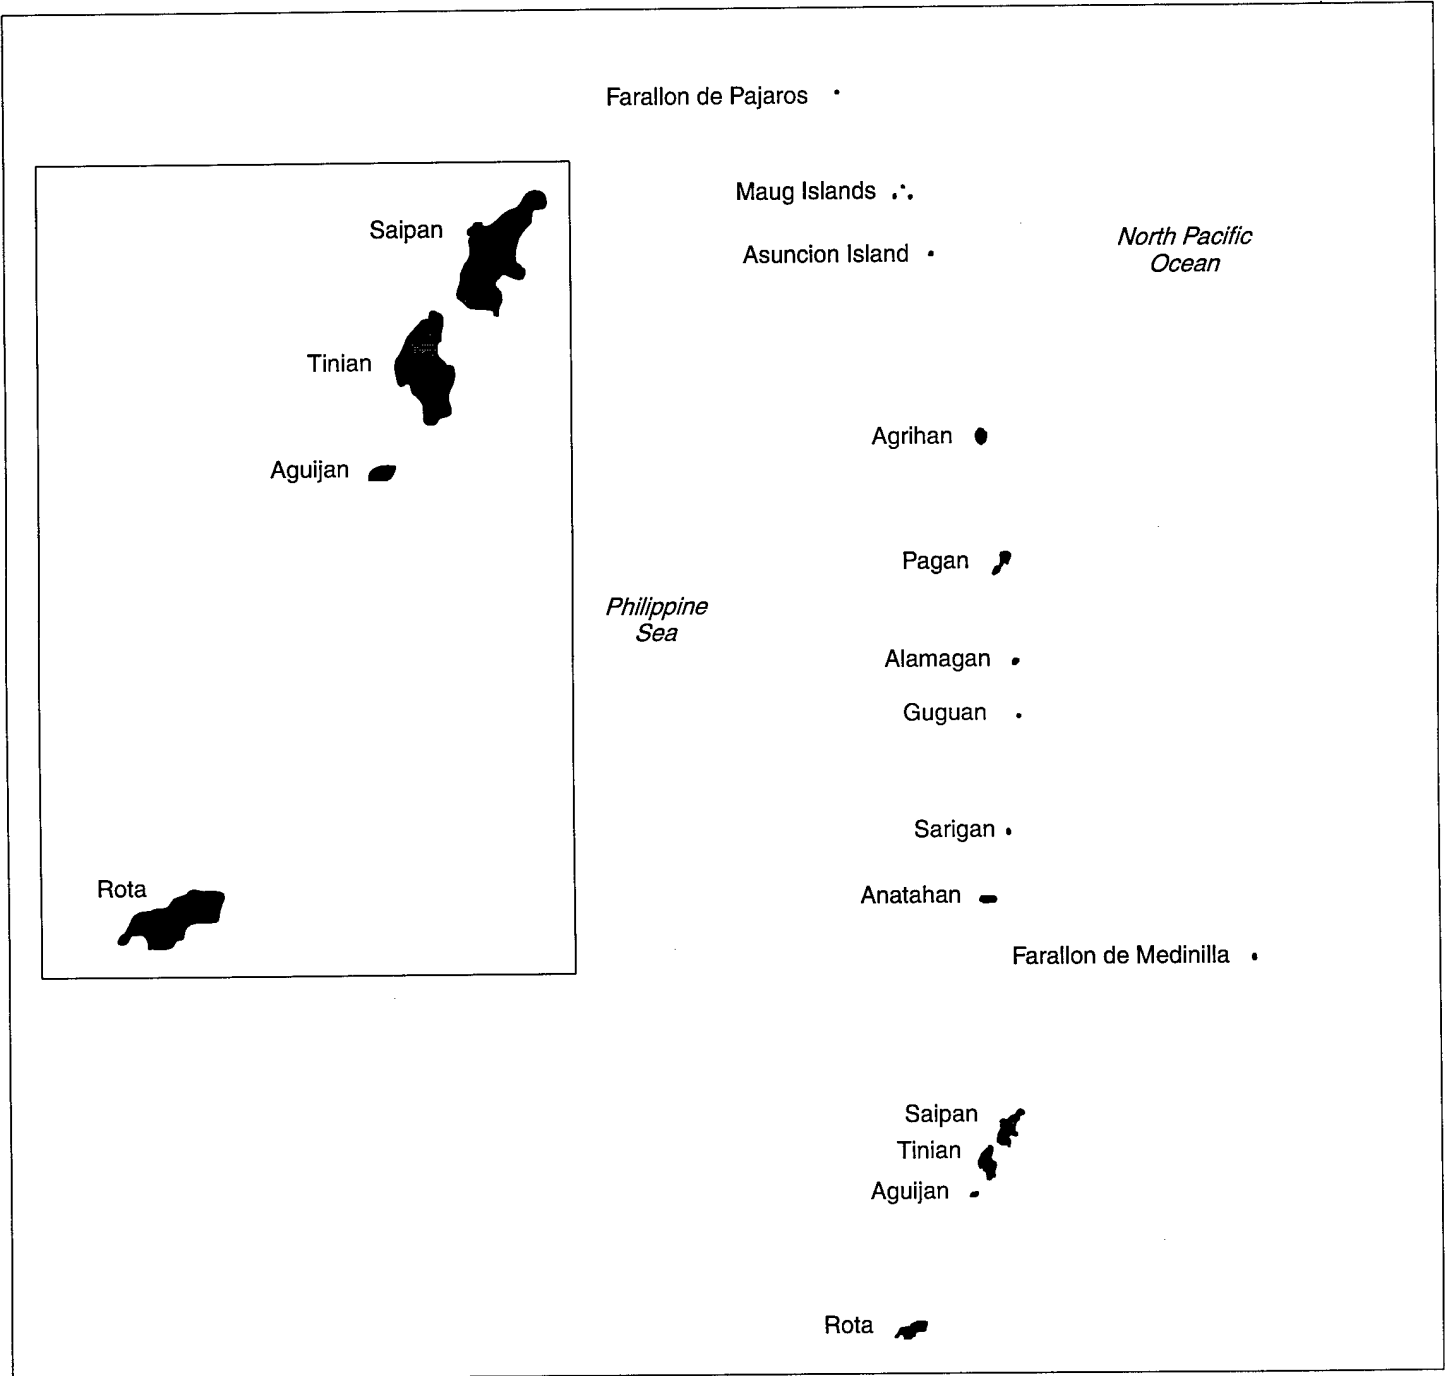 Farallon de Pajaros
Maug Islands
Asuncion Island
North Pacific
Ocean
Saipan
Tinian
Aguijan
Rota
Agrihan
Pagan
Philippine
Sea
Alamagan
Guguan
Sarigan
Anatahan
Farallon de Medinilla
Saipan
Tinian
Aguijan
Rota